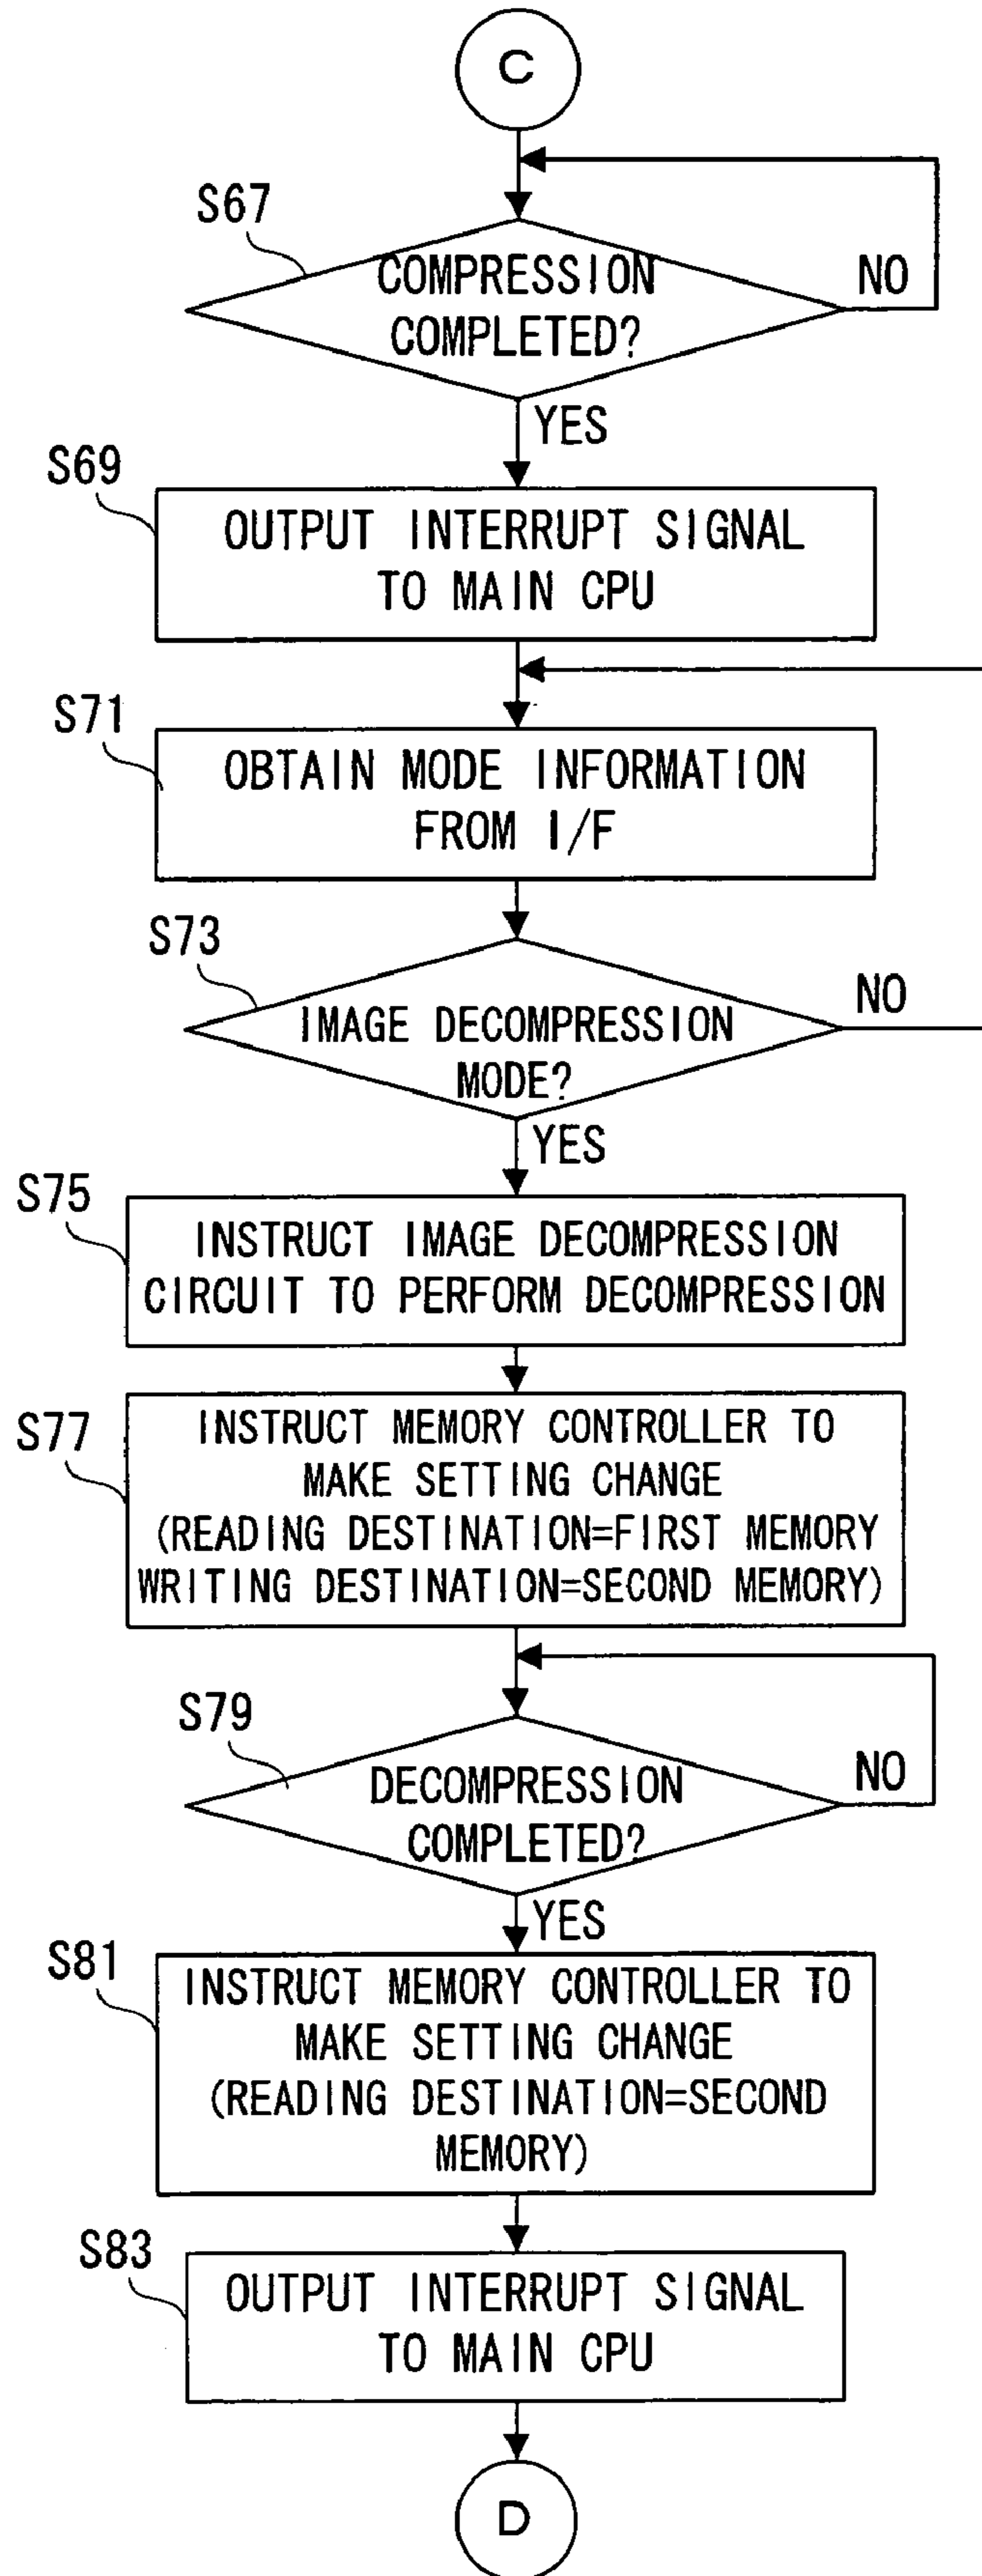 C
S67
COMPRESSION
COMPLETED?
NO
YES
S69
OUTPUT INTERRUPT SIGNAL
TO MAIN CPU
S71
OBTAIN MODE INFORMATION
FROM I/F
S73
IMAGE DECOMPRESSION
MODE?
NO
YES
S75
INSTRUCT IMAGE DECOMPRESSION
CIRCUIT TO PERFORM DECOMPRESSION
S77
INSTRUCT MEMORY CONTROLLER TO
MAKE SETTING CHANGE
(READING DESTINATION=FIRST MEMORY
WRITING DESTINATION=SECOND MEMORY)
S79
DECOMPRESSION
COMPLETED?
NO
YES
S81
INSTRUCT MEMORY CONTROLLER TO
MAKE SETTING CHANGE
(READING DESTINATION=SECOND
MEMORY)
S83
OUTPUT INTERRUPT SIGNAL
TO MAIN CPU
D